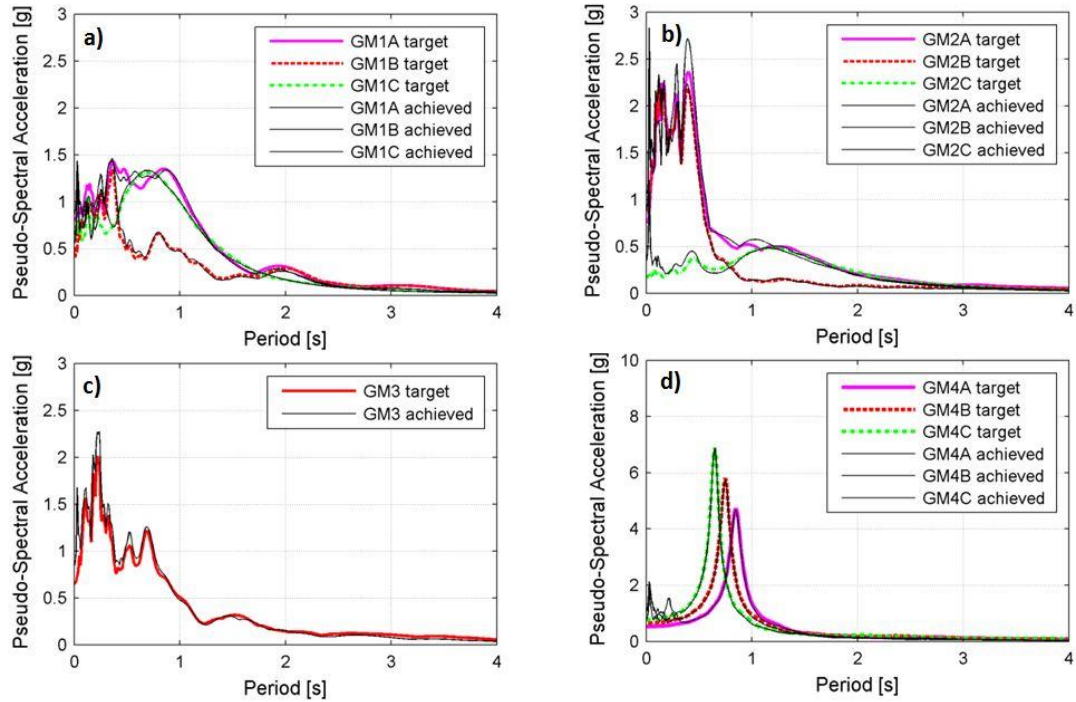 a)
Pseudo-Spectral Acceleration [g]
3
2.5
2
1.5
1
0.5
0
GM1A target
GM1B target
GM1C target
GM1A achieved
GM1B achieved
GM1C achieved
0 1 2 3 4
Period [s]
b)
Pseudo-Spectral Acceleration [g]
3
2.5
2
1.5
1
0.5
0
GM2A target
GM2B target
GM2C target
GM2A achieved
GM2B achieved
GM2C achieved
0 1 2 3 4
Period [s]
c)
Pseudo-Spectral Acceleration [g]
3
2.5
2
1.5
1
0.5
0
GM3 target
GM3 achieved
0 1 2 3 4
Period [s]
d)
Pseudo-Spectral Acceleration [g]
10
8
6
4
2
0
GM4A target
GM4B target
GM4C target
GM4A achieved
GM4B achieved
GM4C achieved
0 1 2 3 4
Period [s]